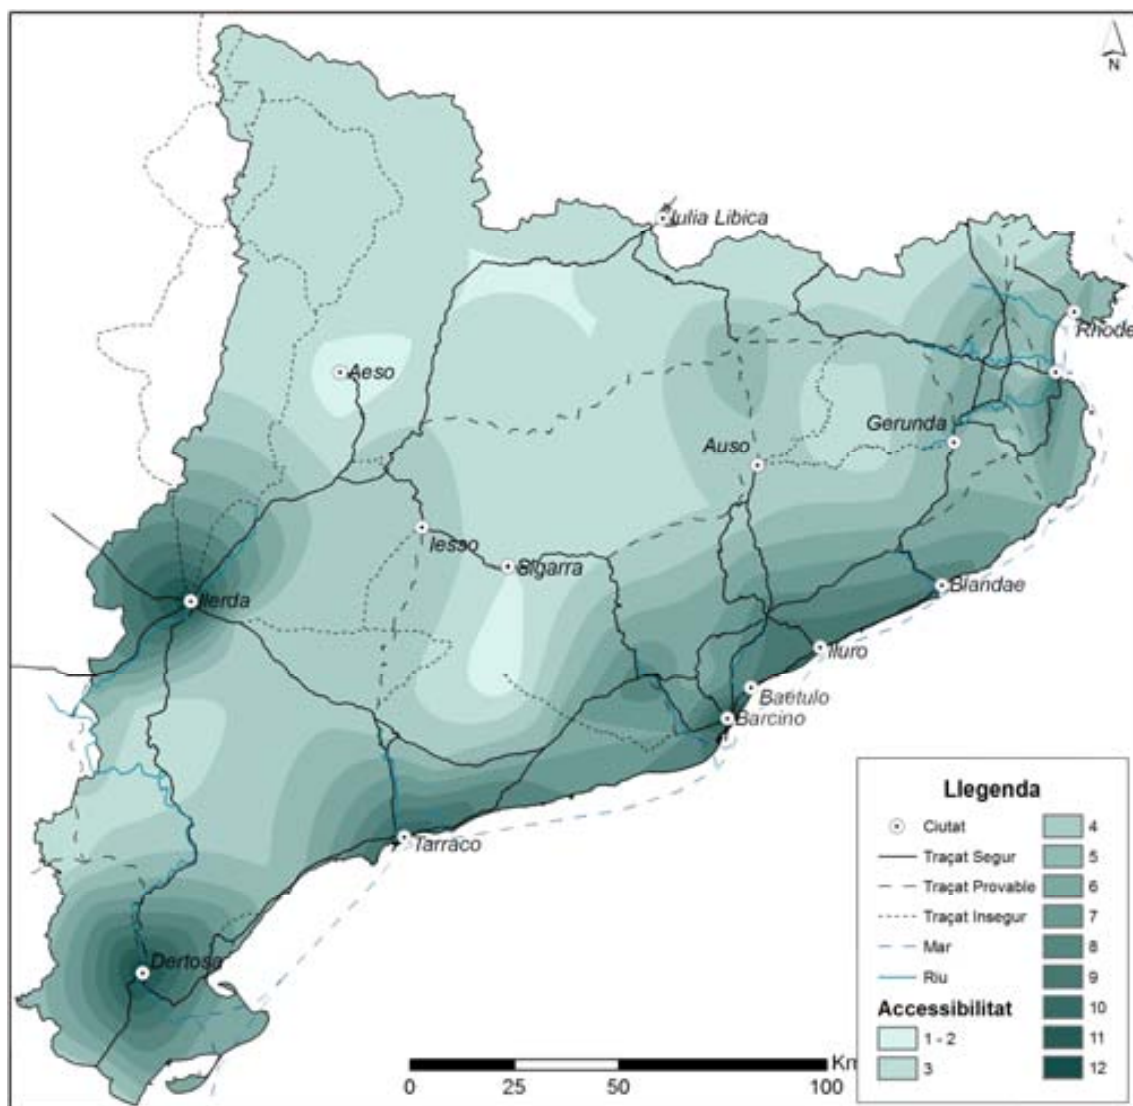 N
Iulia Libica
Rhode
Aeso
Gerunda
Auso
Iesso
Sigarra
Ilerda
Blandae
Iluro
Baetulo
Barcino
Tarraco
Dertosa
Llegenda
Ciutat
Traçat Segur
Traçat Provable
Traçat Insegur
Mar
Riu
Accessibilitat
1 - 2
3
4
5
6
7
8
9
10
11
12
Km
0 25 50 100